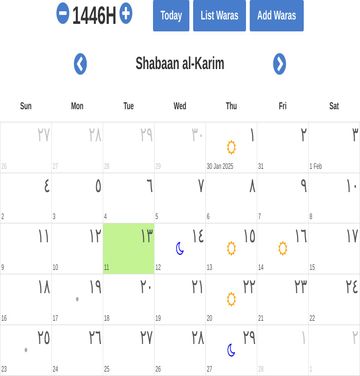 1446H Today List Waras Add Waras
Shabaan al-Karim
Sun Mon Tue Wed Thu Fri Sat
٢٧ ٢٨ ٢٩ ٣٠ ١ ٢ ٣
26 27 28 29 30 Jan 2025 31 1 Feb
٤ ٥ ٦ ٧ ٨ ٩ ١٠
2 3 4 5 6 7 8
١١ ١٢ ١٣ ١٤ ١٥ ١٦ ١٧
9 10 11 12 13 14 15
١٨ ١٩ ٢٠ ٢١ ٢٢ ٢٣ ٢٤
16 17 18 19 20 21 22
٢٥ ٢٦ ٢٧ ٢٨ ٢٩ ١ ٢
23 24 25 26 27 28 1